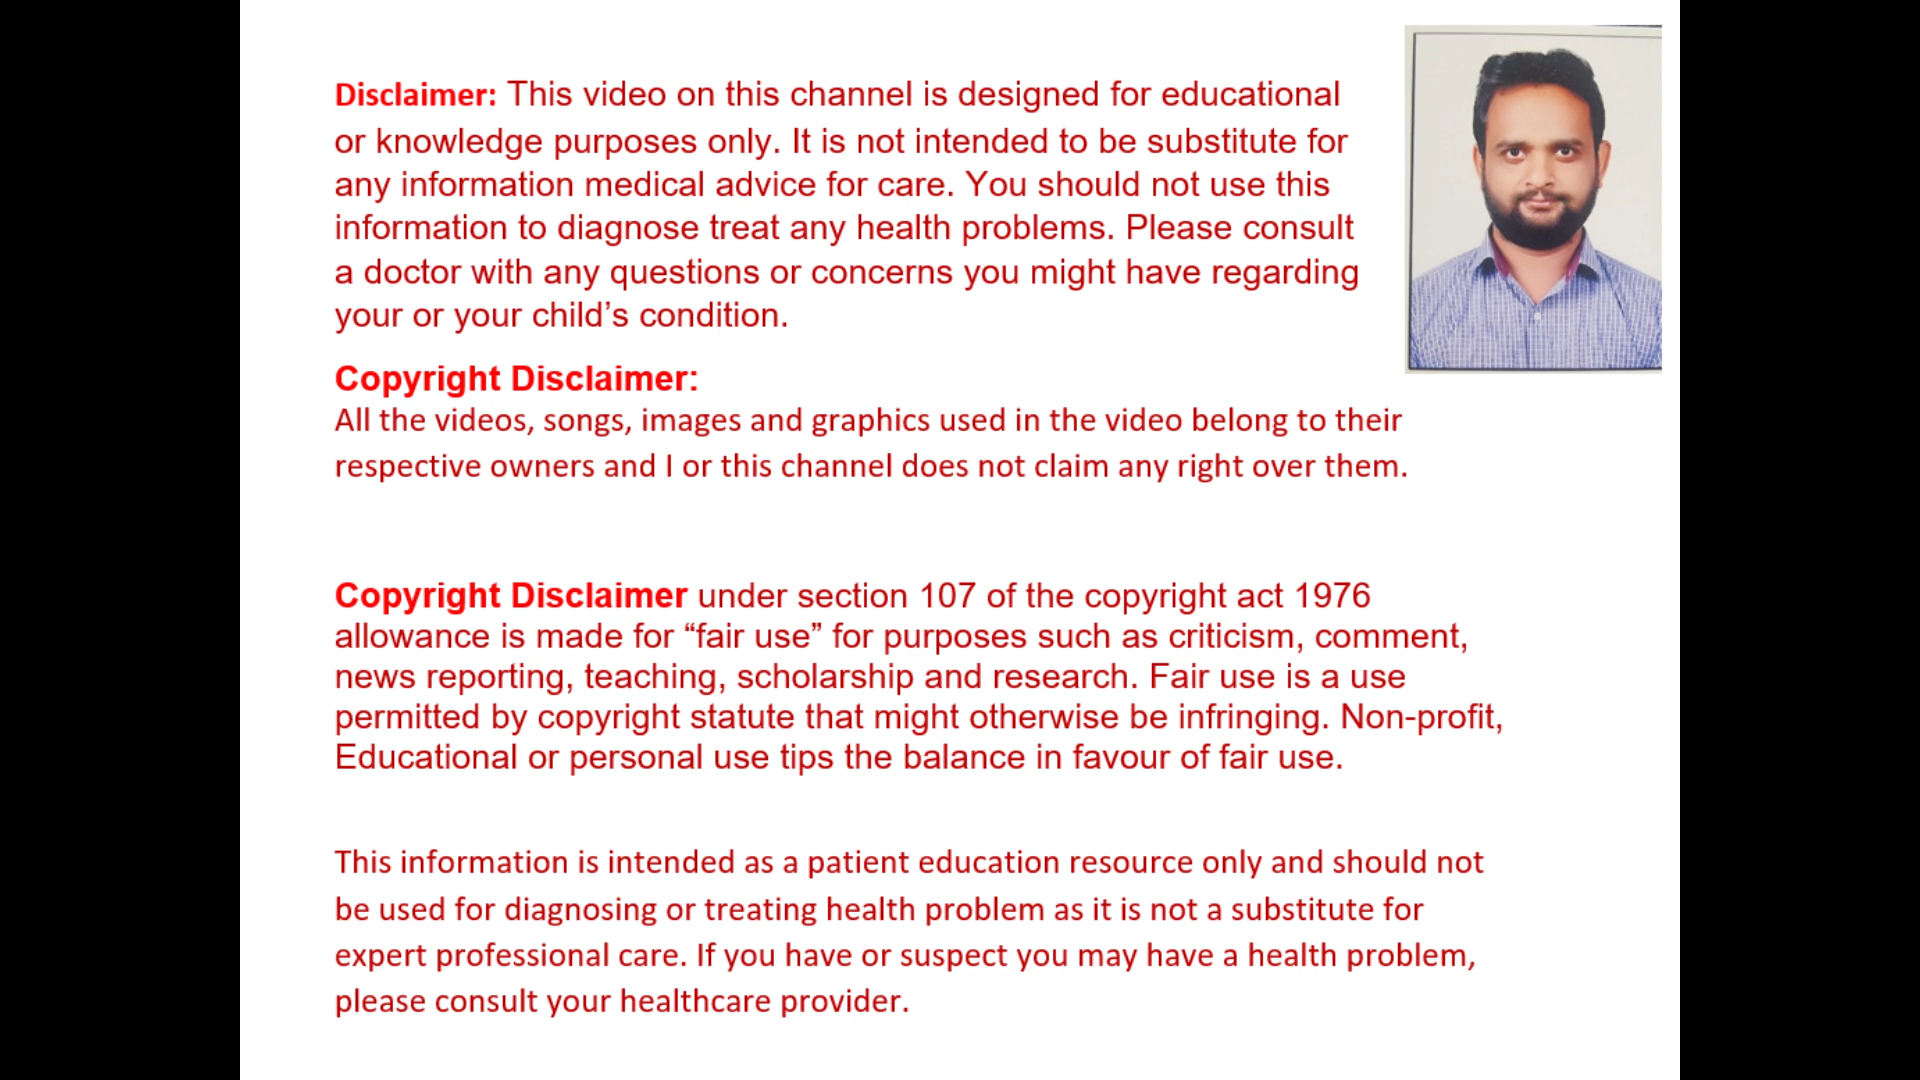 Disclaimer: This video on this channel is designed for educational
or knowledge purposes only. It is not intended to be substitute for
any information medical advice for care. You should not use this
information to diagnose treat any health problems. Please consult
a doctor with any questions or concerns you might have regarding
your or your child’s condition.
Copyright Disclaimer:
All the videos, songs, images and graphics used in the video belong to their
respective owners and I or this channel does not claim any right over them.
Copyright Disclaimer under section 107 of the copyright act 1976
allowance is made for “fair use” for purposes such as criticism, comment,
news reporting, teaching, scholarship and research. Fair use is a use
permitted by copyright statute that might otherwise be infringing. Non-profit,
Educational or personal use tips the balance in favour of fair use.
This information is intended as a patient education resource only and should not
be used for diagnosing or treating health problem as it is not a substitute for
expert professional care. If you have or suspect you may have a health problem,
please consult your healthcare provider.